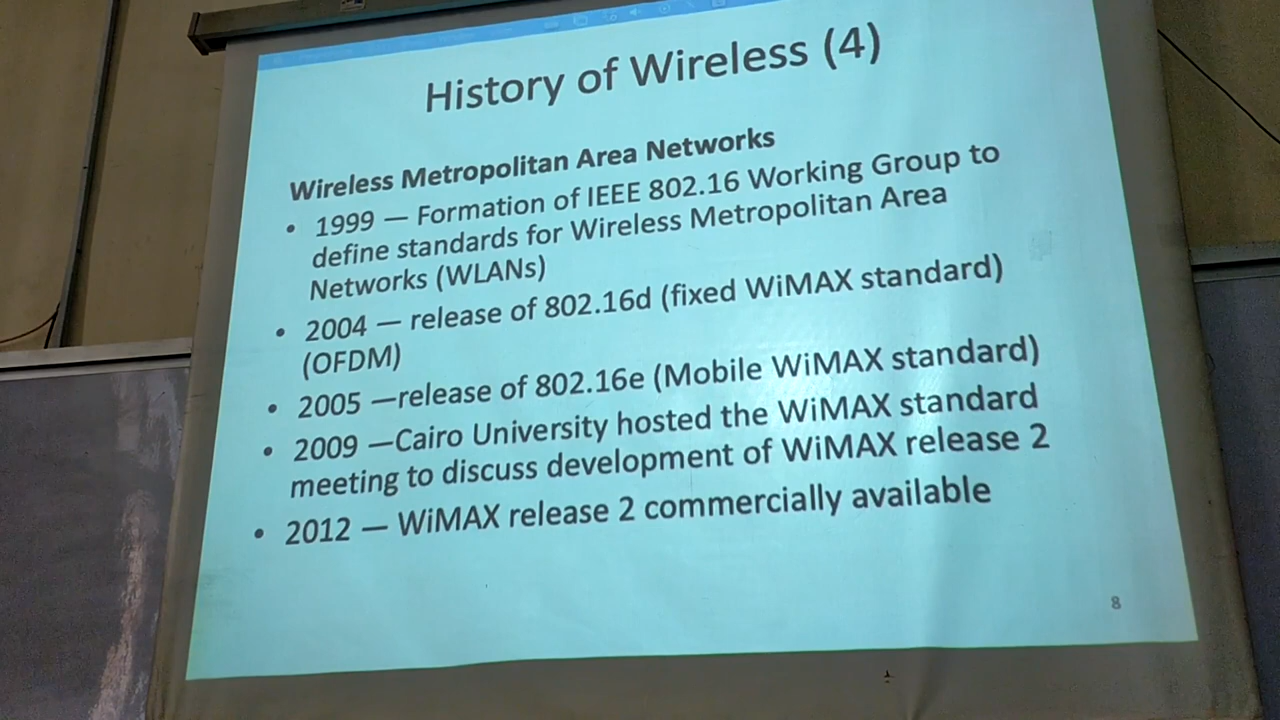 History of Wireless (4)
Wireless Metropolitan Area Networks
• 1999 — Formation of IEEE 802.16 Working Group to
define standards for Wireless Metropolitan Area
Networks (WLANs)
• 2004 — release of 802.16d (fixed WiMAX standard)
(OFDM)
• 2005 —release of 802.16e (Mobile WiMAX standard)
• 2009 —Cairo University hosted the WiMAX standard
meeting to discuss development of WiMAX release 2
• 2012 — WiMAX release 2 commercially available
8